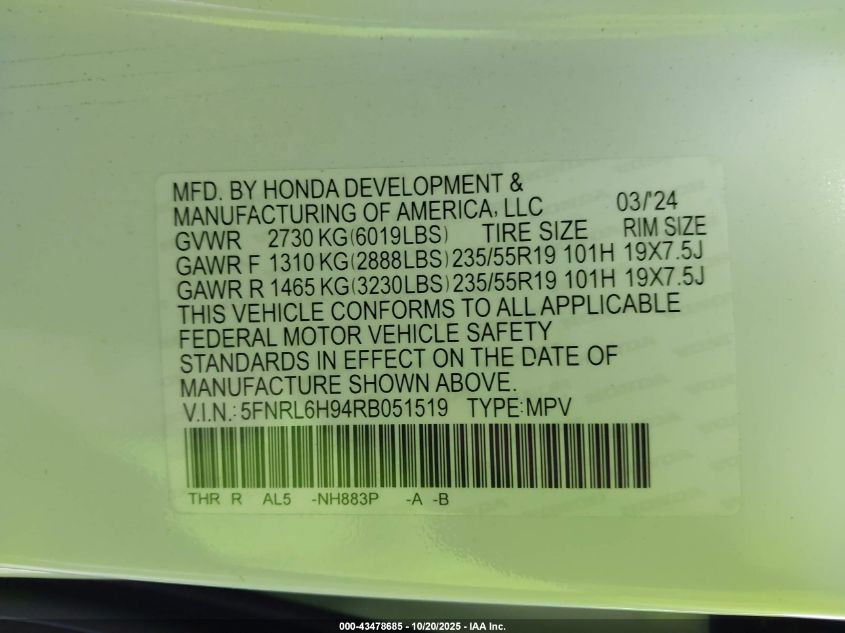 MFD. BY HONDA DEVELOPMENT &
MANUFACTURING OF AMERICA, LLC 03/'24
GVWR 2730 KG(6019LBS) TIRE SIZE RIM SIZE
GAWR F 1310 KG(2888LBS) 235/55R19 101H 19X7.5J
GAWR R 1465 KG(3230LBS) 235/55R19 101H 19X7.5J
THIS VEHICLE CONFORMS TO ALL APPLICABLE
FEDERAL MOTOR VEHICLE SAFETY
STANDARDS IN EFFECT ON THE DATE OF
MANUFACTURE SHOWN ABOVE.
V.I.N.: 5FNRL6H94RB051519 TYPE:MPV
THR R AL5 -NH883P -A -B
000-43478685 - 10/20/2025 - IAA Inc.